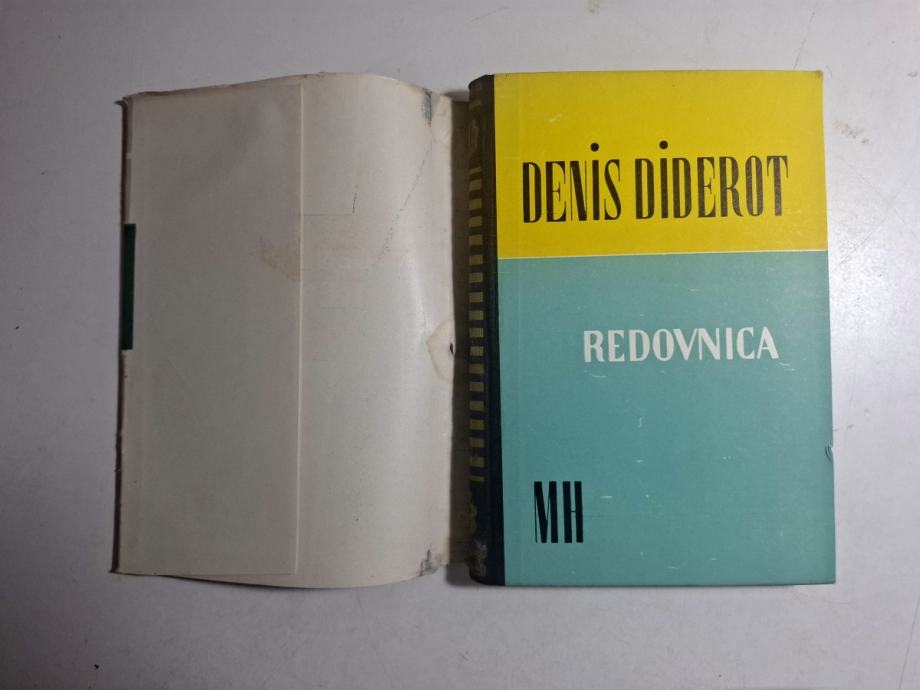 DENIS DIDEROT
REDOVNICA
MH